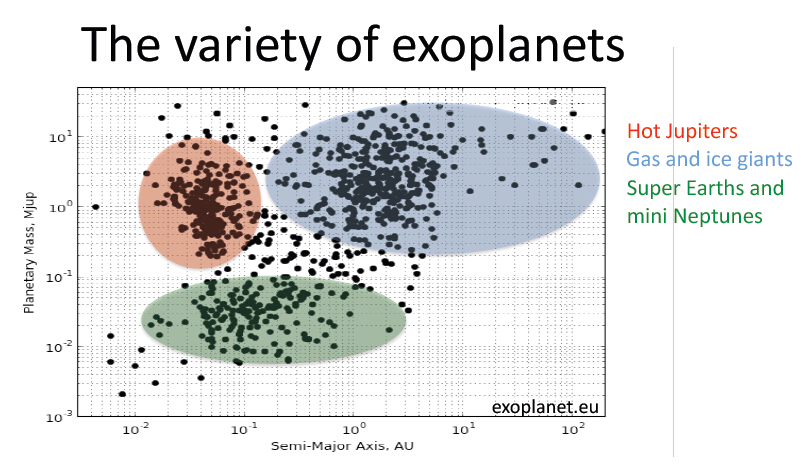 The variety of exoplanets
Hot Jupiters
Gas and ice giants
Super Earths and
mini Neptunes
Planetary Mass, Mjup
10¹
10⁰
10⁻¹
10⁻²
10⁻³
exoplanet.eu
10⁻² 10⁻¹ 10⁰ 10¹ 10²
Semi-Major Axis, AU